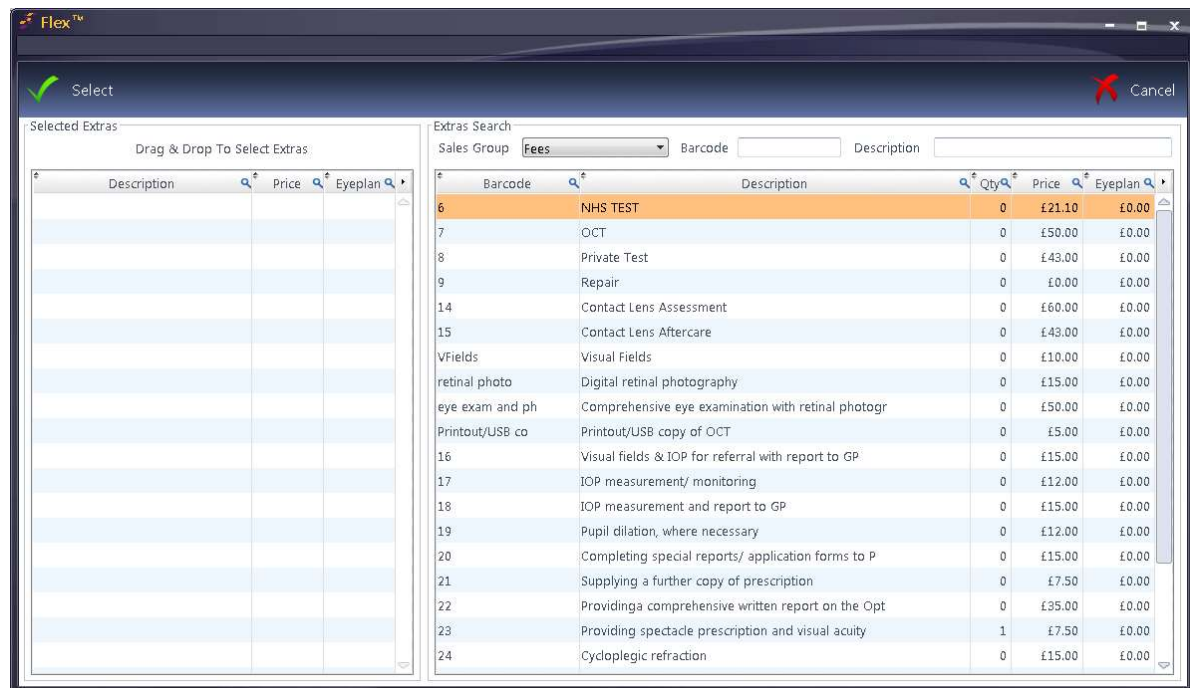 Flex™
Select
Cancel
Selected Extras
Drag & Drop To Select Extras
Description Price Eyeplan
Extras Search
Sales Group Fees Barcode Description
Barcode Description Qty Price Eyeplan
6 NHS TEST 0 £21.10 £0.00
7 OCT 0 £50.00 £0.00
8 Private Test 0 £43.00 £0.00
9 Repair 0 £0.00 £0.00
14 Contact Lens Assessment 0 £60.00 £0.00
15 Contact Lens Aftercare 0 £43.00 £0.00
VFields Visual Fields 0 £10.00 £0.00
retinal photo Digital retinal photography 0 £15.00 £0.00
eye exam and ph Comprehensive eye examination with retinal photogr 0 £50.00 £0.00
Printout/USB co Printout/USB copy of OCT 0 £5.00 £0.00
16 Visual fields & IOP for referral with report to GP 0 £15.00 £0.00
17 IOP measurement/ monitoring 0 £12.00 £0.00
18 IOP measurement and report to GP 0 £15.00 £0.00
19 Pupil dilation, where necessary 0 £12.00 £0.00
20 Completing special reports/ application forms to P 0 £15.00 £0.00
21 Supplying a further copy of prescription 0 £7.50 £0.00
22 Providinga comprehensive written report on the Opt 0 £35.00 £0.00
23 Providing spectacle prescription and visual acuity 1 £7.50 £0.00
24 Cycloplegic refraction 0 £15.00 £0.00